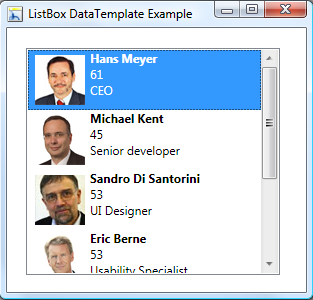 ListBox DataTemplate Example
Hans Meyer
61
CEO
Michael Kent
45
Senior developer
Sandro Di Santorini
53
UI Designer
Eric Berne
53
Usability Specialist